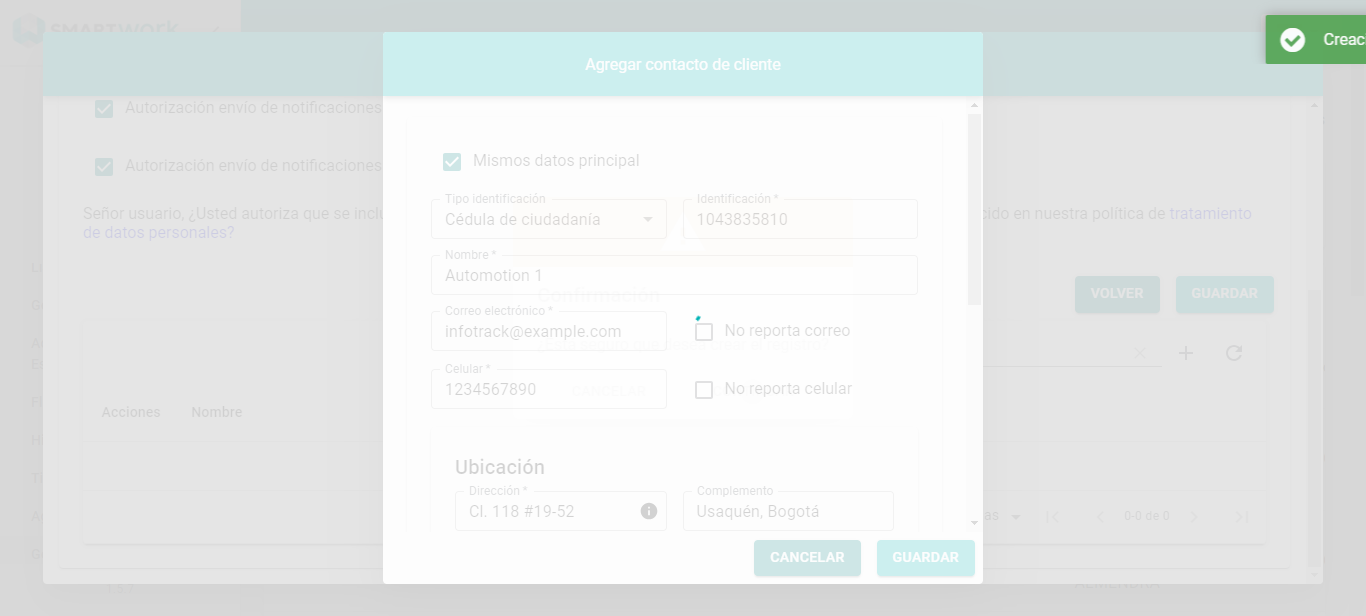 SMARTWORK
Creac
Agregar contacto de cliente
Autorización envío de notificaciones
Mismos datos principal
Autorización envío de notificaciones
Tipo identificación
Identificación *
Cédula de ciudadanía
1043835810
Señor usuario, ¿Usted autoriza que se inclu
cido en nuestra política de tratamiento
de datos personales?
Nombre *
Automotion 1
Confirmación
VOLVER
GUARDAR
Correo electrónico *
infotrack@example.com
No reporta correo
Celular *
1234567890
CANCELAR
No reporta celular
Acciones
Nombre
Ubicación
Dirección *
Complemento
Cl. 118 #19-52
Usaquén, Bogotá
as
0-0 de 0
CANCELAR
GUARDAR